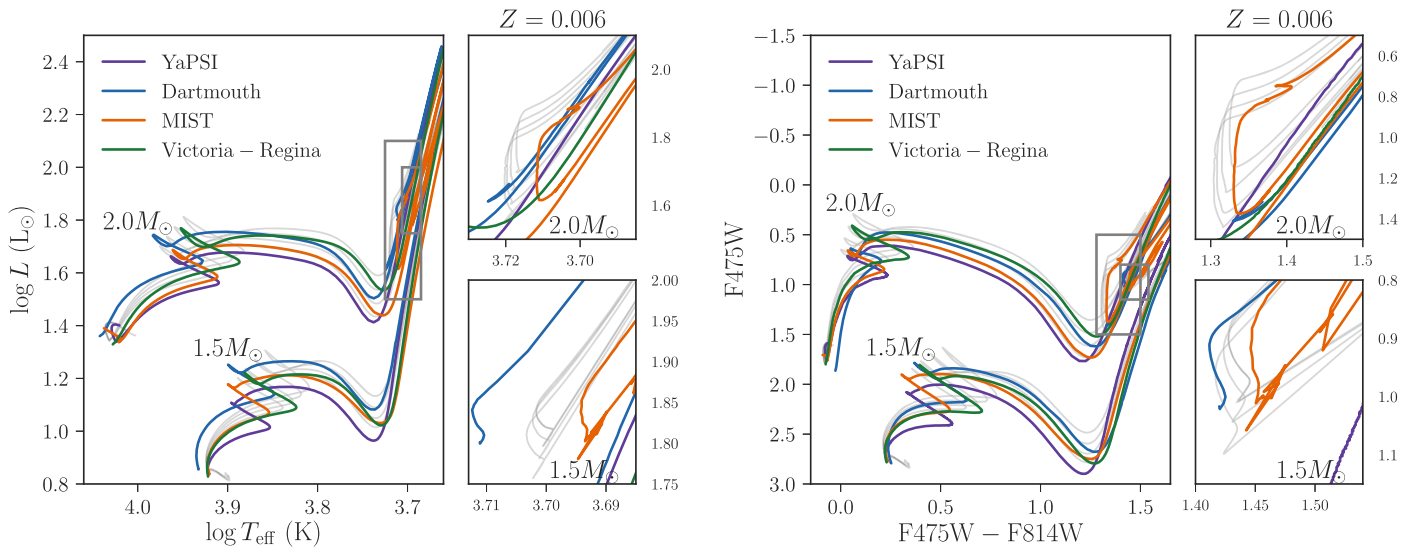 Z = 0.006
Z = 0.006
2.4
2.2
2.0
1.8
1.6
1.4
1.2
1.0
0.8
log L (L⊙)
YaPSI
Dartmouth
MIST
Victoria − Regina
2.0M⊙
1.5M⊙
4.0
3.9
3.8
3.7
log Teff (K)
2.0
1.8
1.6
2.0M⊙
3.72
3.70
2.00
1.95
1.90
1.85
1.80
1.75
1.5M⊙
3.71
3.70
3.69
−1.5
−1.0
−0.5
0.0
0.5
1.0
1.5
2.0
2.5
3.0
F475W
YaPSI
Dartmouth
MIST
Victoria − Regina
2.0M⊙
1.5M⊙
0.0
0.5
1.0
1.5
F475W − F814W
0.6
0.8
1.0
1.2
1.4
2.0M⊙
1.3
1.4
1.5
0.8
0.9
1.0
1.1
1.5M⊙
1.40
1.45
1.50